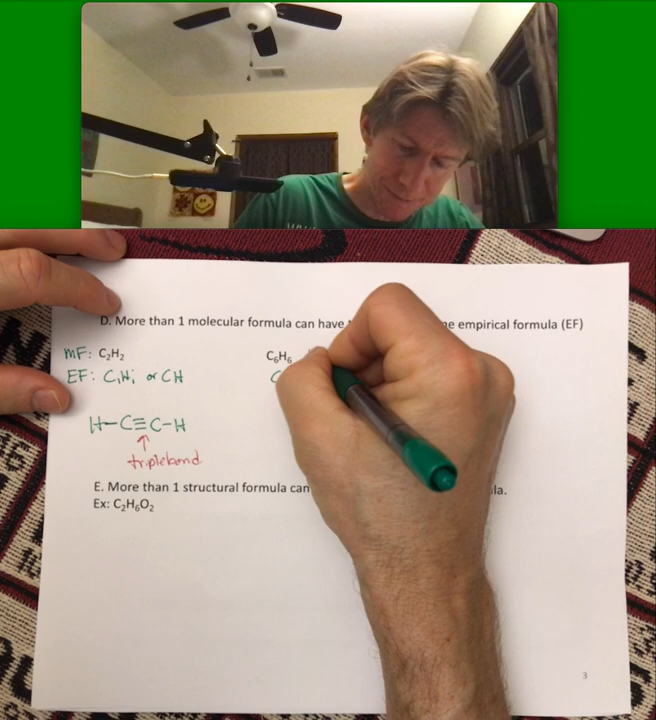 D. More than 1 molecular formula can have e empirical formula (EF)
MF: C₂H₂
EF: C₁H₁ or CH
C₆H₆
C
H-C≡C-H
↑
triplebond
E. More than 1 structural formula can la.
Ex: C₂H₆O₂
3